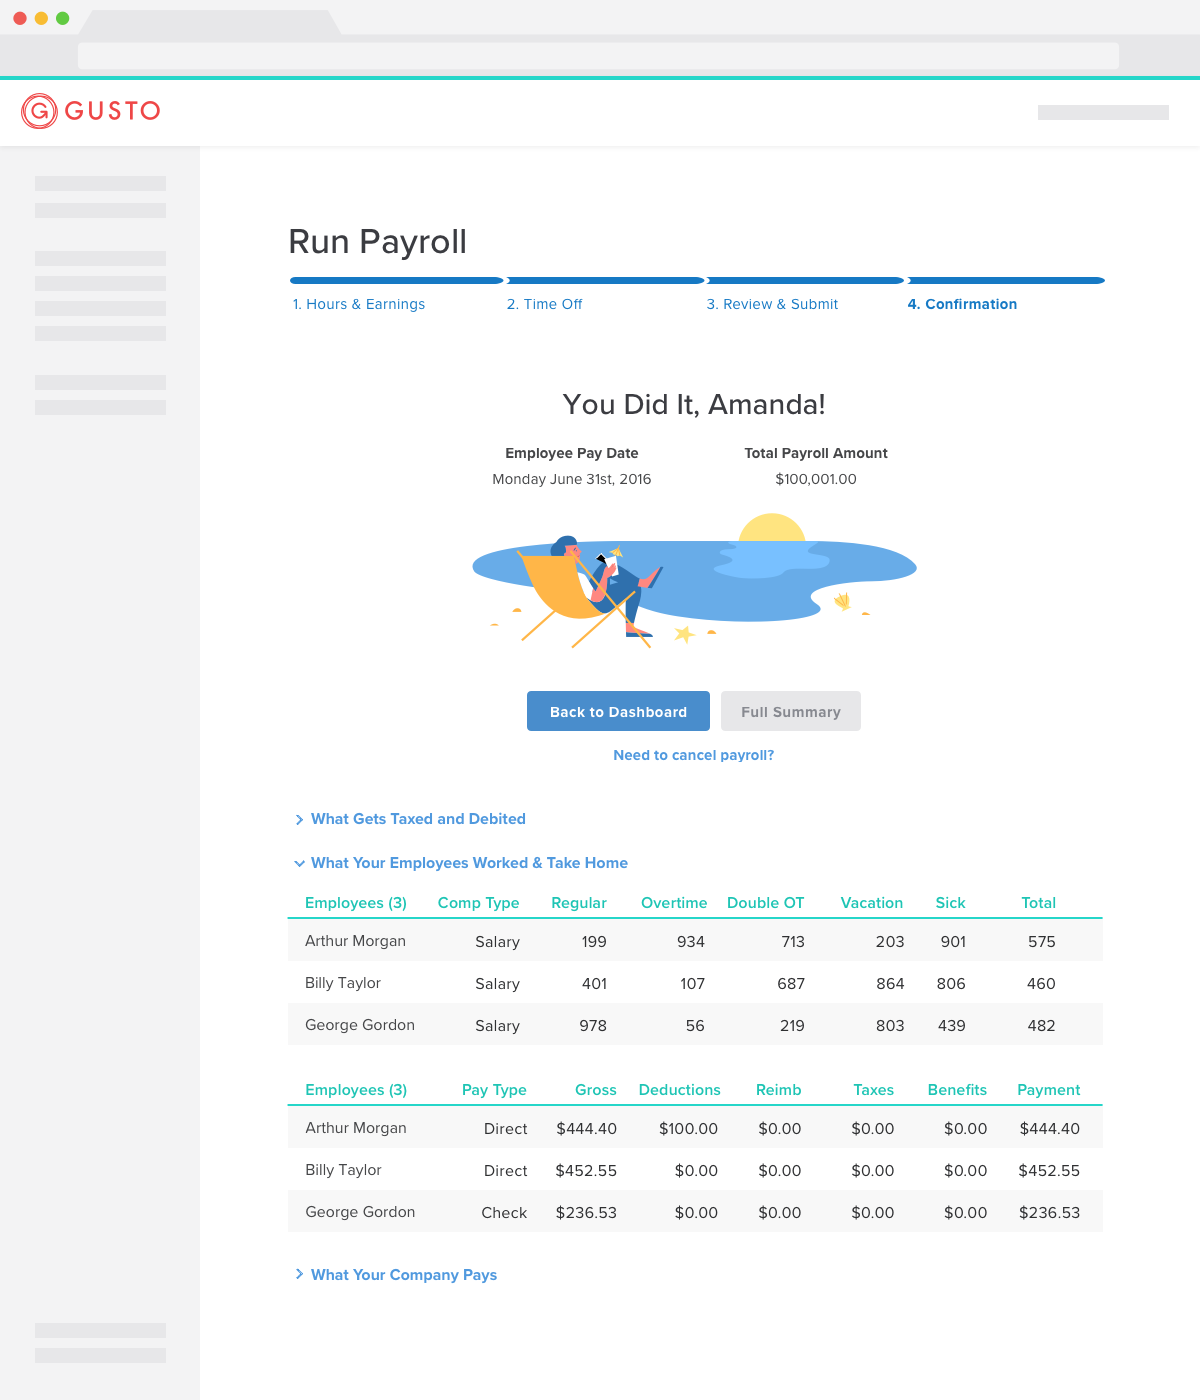 GUSTO
Run Payroll
1. Hours & Earnings 2. Time Off 3. Review & Submit 4. Confirmation
You Did It, Amanda!
Employee Pay Date Total Payroll Amount
Monday June 31st, 2016 $100,001.00
Back to Dashboard Full Summary
Need to cancel payroll?
What Gets Taxed and Debited
What Your Employees Worked & Take Home
Employees (3) Comp Type Regular Overtime Double OT Vacation Sick Total
Arthur Morgan Salary 199 934 713 203 901 575
Billy Taylor Salary 401 107 687 864 806 460
George Gordon Salary 978 56 219 803 439 482
Employees (3) Pay Type Gross Deductions Reimb Taxes Benefits Payment
Arthur Morgan Direct $444.40 $100.00 $0.00 $0.00 $0.00 $444.40
Billy Taylor Direct $452.55 $0.00 $0.00 $0.00 $0.00 $452.55
George Gordon Check $236.53 $0.00 $0.00 $0.00 $0.00 $236.53
What Your Company Pays